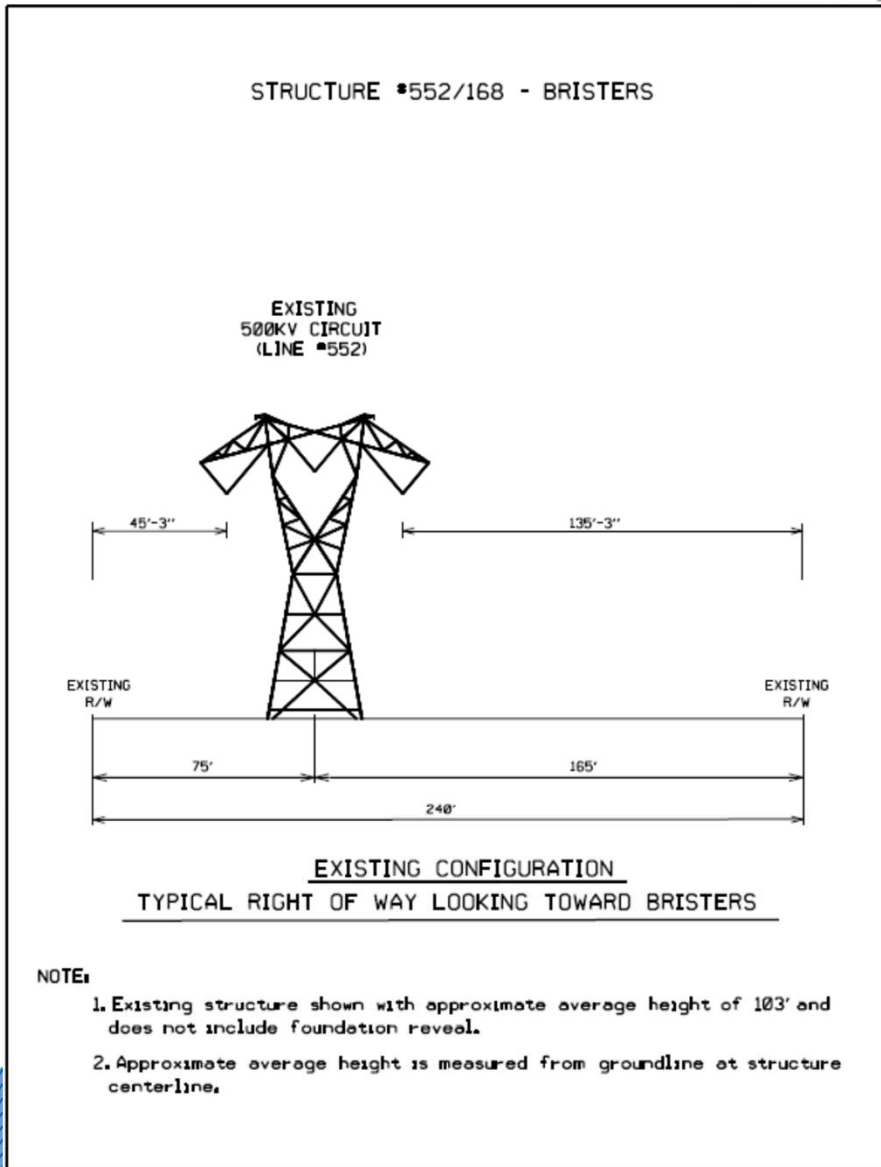 STRUCTURE #552/168 - BRISTERS
EXISTING
500KV CIRCUIT
(LINE #552)
45'-3"
135'-3"
EXISTING
R/W
EXISTING
R/W
75'
165'
240'
EXISTING CONFIGURATION
TYPICAL RIGHT OF WAY LOOKING TOWARD BRISTERS
NOTE:
1. Existing structure shown with approximate average height of 103' and
does not include foundation reveal.
2. Approximate average height is measured from groundline at structure
centerline.